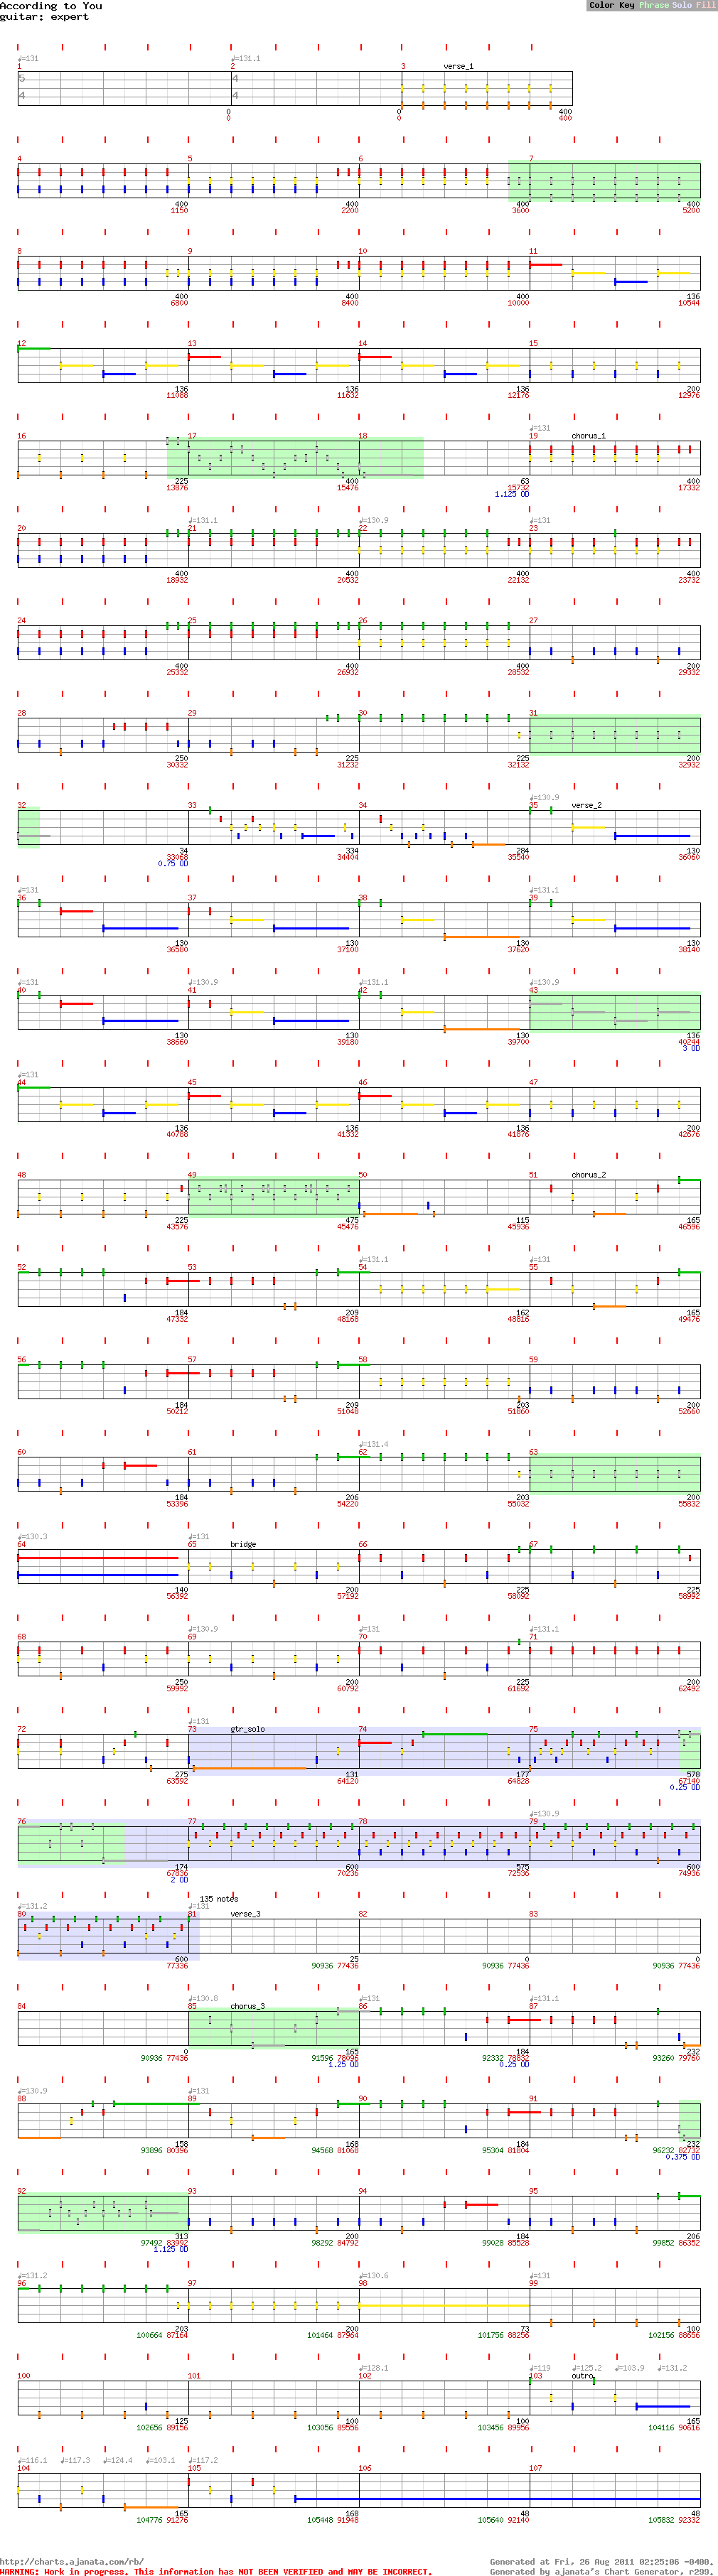 According to You
guitar: expert
Color Key Phrase Solo Fill
♩=131 ♩=131.1
1 2 3 verse_1
5 4
4 4
0 0 400
0 0 400
4 5 6 7
400 400 400 400
1150 2200 3600 5200
8 9 10 11
400 400 400 136
6800 8400 10000 10544
12 13 14 15
136 136 136 200
11088 11632 12176 12976
♩=131
16 17 18 19 chorus_1
225 400 63 400
13876 15476 15732 17332
1.125 OD
♩=131.1 ♩=130.9 ♩=131
20 21 22 23
400 400 400 400
18932 20532 22132 23732
24 25 26 27
400 400 400 200
25332 26932 28532 29332
28 29 30 31
250 225 225 200
30332 31232 32132 32932
♩=130.9
32 33 34 35 verse_2
34 334 284 130
33068 34404 35540 36060
0.75 OD
♩=131 ♩=131.1
36 37 38 39
130 130 130 130
36580 37100 37620 38140
♩=131 ♩=130.9 ♩=131.1 ♩=130.9
40 41 42 43
130 130 130 136
38660 39180 39700 40244
3 OD
♩=131
44 45 46 47
136 136 136 200
40788 41332 41876 42676
48 49 50 51 chorus_2
225 475 115 165
43576 45476 45936 46596
♩=131.1 ♩=131
52 53 54 55
184 209 162 165
47332 48168 48816 49476
56 57 58 59
184 209 203 200
50212 51048 51860 52660
♩=131.4
60 61 62 63
184 206 203 200
53396 54220 55032 55832
♩=130.3 ♩=131
64 65 bridge 66 67
140 200 225 225
56392 57192 58092 58992
♩=130.9 ♩=131 ♩=131.1
68 69 70 71
250 200 225 200
59992 60792 61692 62492
♩=131
72 73 gtr_solo 74 75
275 131 177 578
63592 64120 64828 67140
0.25 OD
♩=130.9
76 77 78 79
174 600 575 600
67836 70236 72536 74936
2 OD
135 notes
♩=131.2 ♩=131
80 81 verse_3 82 83
600 25 0 0
77336 90936 77436 90936 77436 90936 77436
♩=130.8 ♩=131 ♩=131.1
84 85 chorus_3 86 87
0 165 184 232
90936 77436 91596 78096 92332 78832 93260 79760
1.25 OD 0.25 OD
♩=130.9 ♩=131
88 89 90 91
158 168 184 232
93896 80396 94568 81068 95304 81804 96232 82732
0.375 OD
92 93 94 95
313 200 184 206
97492 83992 98292 84792 99028 85528 99852 86352
1.125 OD
♩=131.2 ♩=130.6 ♩=131
96 97 98 99
203 200 73 100
100664 87164 101464 87964 101756 88256 102156 88656
♩=128.1 ♩=119 ♩=125.2 ♩=103.9 ♩=131.2
100 101 102 103 outro
125 100 100 165
102656 89156 103056 89556 103456 89956 104116 90616
♩=116.1 ♩=117.3 ♩=124.4 ♩=103.1 ♩=117.2
104 105 106 107
165 168 48 48
104776 91276 105448 91948 105640 92140 105832 92332
http://charts.ajanata.com/rb/ Generated at Fri, 26 Aug 2011 02:25:06 -0400.
WARNING: Work in progress. This information has NOT BEEN VERIFIED and MAY BE INCORRECT. Generated by ajanata's Chart Generator, r299.